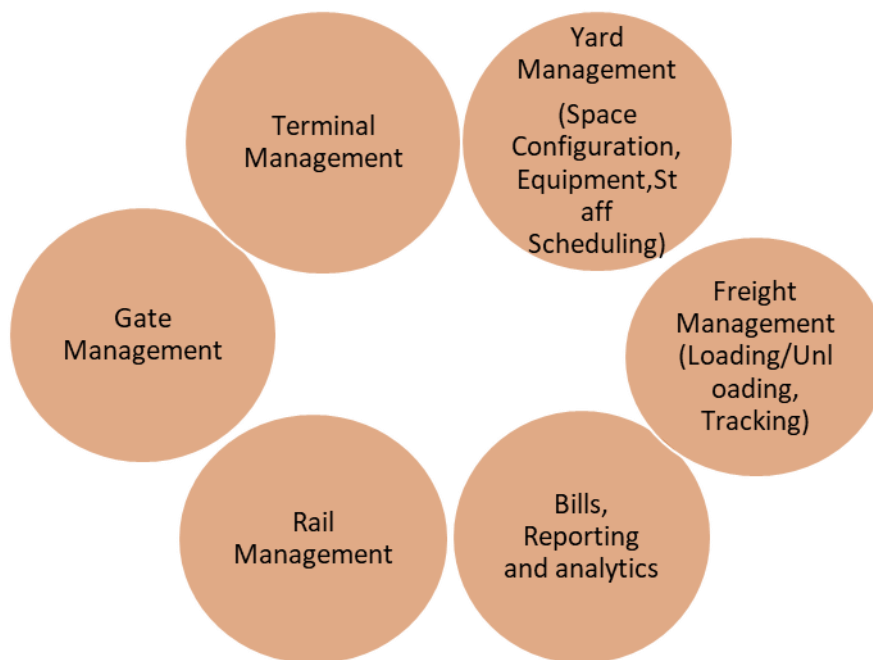 Yard
Management
(Space
Configuration,
Equipment,St
aff
Scheduling)
Terminal
Management
Freight
Management
(Loading/Unl
oading,
Tracking)
Gate
Management
Bills,
Reporting
and analytics
Rail
Management